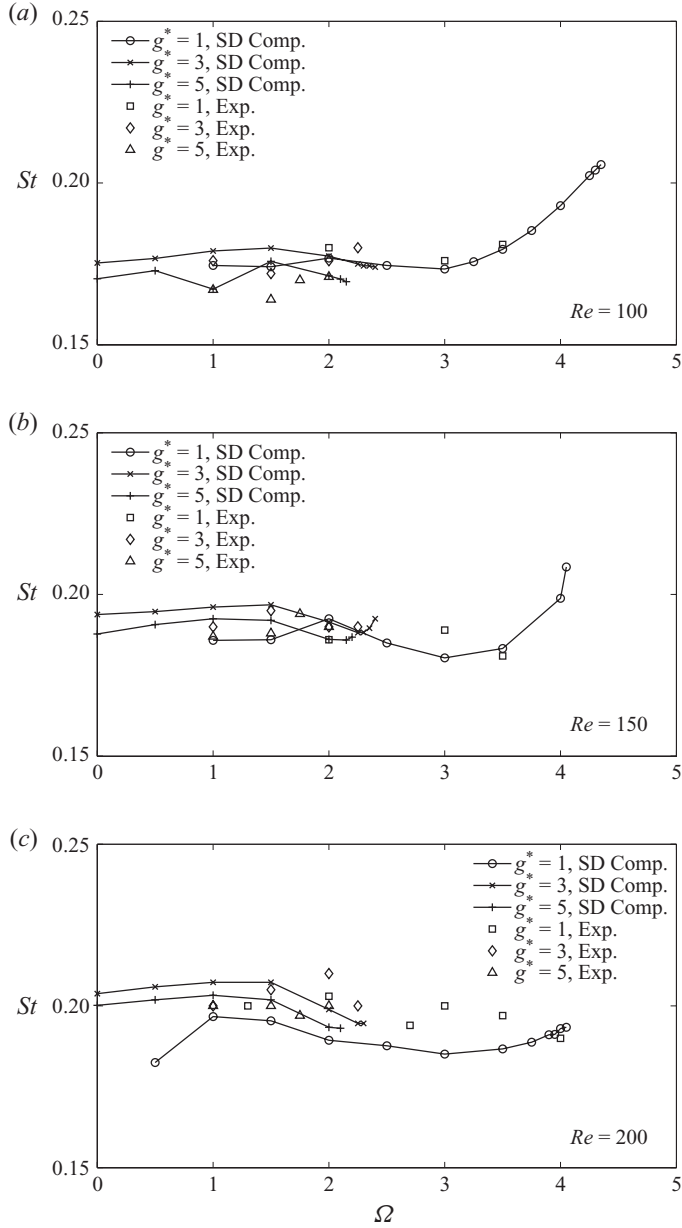 (a)
0.25
g* = 1, SD Comp.
g* = 3, SD Comp.
g* = 5, SD Comp.
g* = 1, Exp.
g* = 3, Exp.
g* = 5, Exp.
St 0.20
Re = 100
0.15
0 1 2 3 4 5
(b)
0.25
g* = 1, SD Comp.
g* = 3, SD Comp.
g* = 5, SD Comp.
g* = 1, Exp.
g* = 3, Exp.
g* = 5, Exp.
St 0.20
Re = 150
0.15
0 1 2 3 4 5
(c)
0.25
g* = 1, SD Comp.
g* = 3, SD Comp.
g* = 5, SD Comp.
g* = 1, Exp.
g* = 3, Exp.
g* = 5, Exp.
St 0.20
Re = 200
0.15
0 1 2 3 4 5
Ω